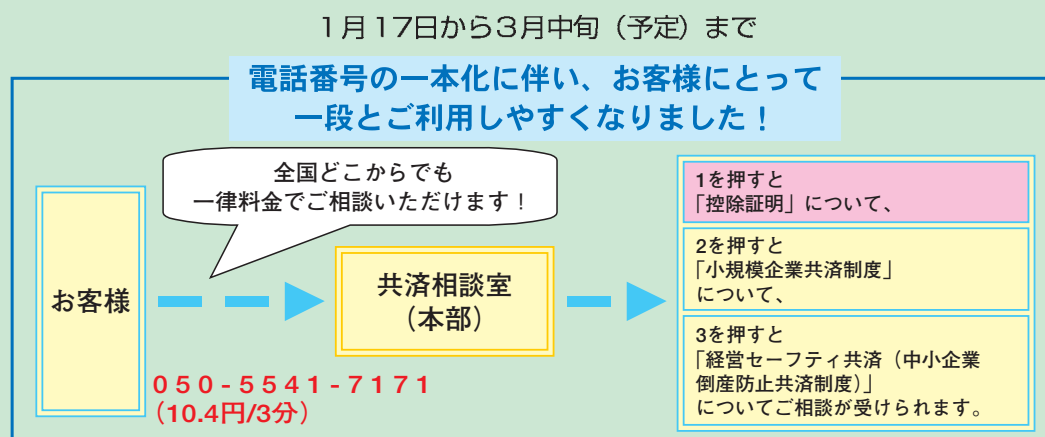 1月17日から3月中旬（予定）まで
電話番号の一本化に伴い、お客様にとって
一段とご利用しやすくなりました！
全国どこからでも
一律料金でご相談いただけます！
お客様
共済相談室
（本部）
050-5541-7171
（10.4円/3分）
1を押すと
「控除証明」について、
2を押すと
「小規模企業共済制度」
について、
3を押すと
「経営セーフティ共済（中小企業
倒産防止共済制度）」
についてご相談が受けられます。